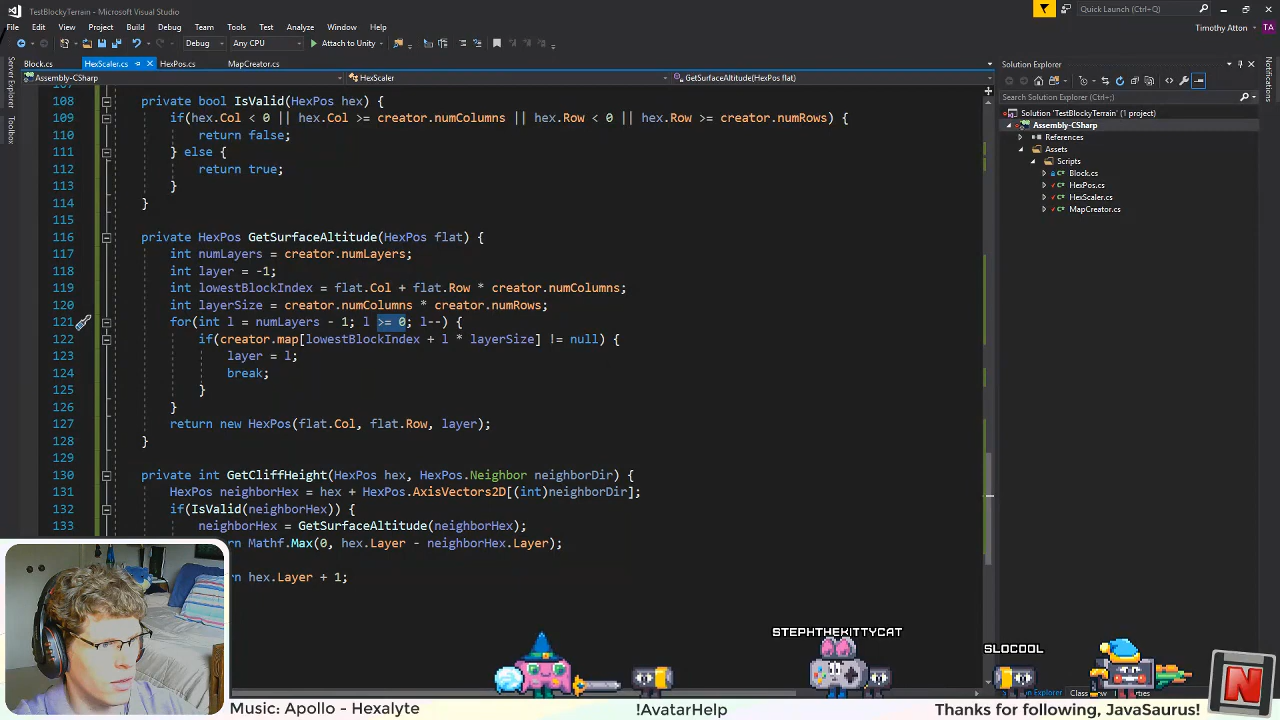 TestBlockyTerrain - Microsoft Visual Studio
Quick Launch (Ctrl+Q)
File Edit View Project Build Debug Team Tools Test Analyze Window Help
Timothy Atton TA
Debug Any CPU Attach to Unity
Block.cs HexScaler.cs HexPos.cs MapCreator.cs
Solution Explorer
Assembly-CSharp HexScaler GetSurfaceAltitude(HexPos flat)
Server Explorer
Toolbox
Notifications
Search Solution Explorer (Ctrl+;)
Solution 'TestBlockyTerrain' (1 project)
Assembly-CSharp
References
Assets
Scripts
Block.cs
HexPos.cs
HexScaler.cs
MapCreator.cs
108 private bool IsValid(HexPos hex) {
109 if(hex.Col < 0 || hex.Col >= creator.numColumns || hex.Row < 0 || hex.Row >= creator.numRows) {
110 return false;
111 } else {
112 return true;
113 }
114 }
115
116 private HexPos GetSurfaceAltitude(HexPos flat) {
117 int numLayers = creator.numLayers;
118 int layer = -1;
119 int lowestBlockIndex = flat.Col + flat.Row * creator.numColumns;
120 int layerSize = creator.numColumns * creator.numRows;
121 for(int l = numLayers - 1; l >= 0; l--) {
122 if(creator.map[lowestBlockIndex + l * layerSize] != null) {
123 layer = l;
124 break;
125 }
126 }
127 return new HexPos(flat.Col, flat.Row, layer);
128 }
129
130 private int GetCliffHeight(HexPos hex, HexPos.Neighbor neighborDir) {
131 HexPos neighborHex = hex + HexPos.AxisVectors2D[(int)neighborDir];
132 if(IsValid(neighborHex)) {
133 neighborHex = GetSurfaceAltitude(neighborHex);
Mathf.Max(0, hex.Layer - neighborHex.Layer);
hex.Layer + 1;
STEPHTHEKITTYCAT
SLOCOOL
N
Music: Apollo - Hexalyte
!AvatarHelp
Thanks for following, JavaSaurus!